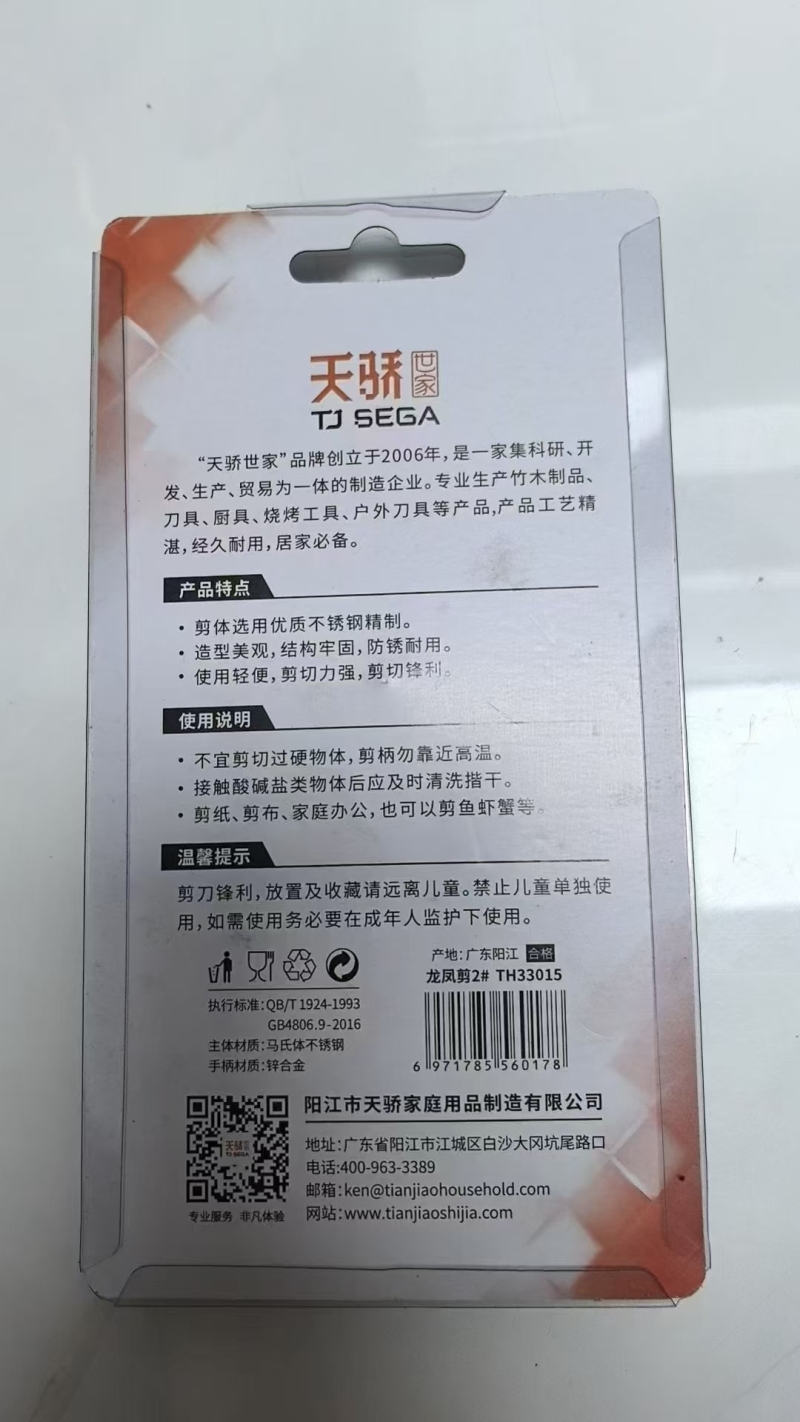 天骄世家
TJ SEGA
“天骄世家”品牌创立于2006年，是一家集科研、开
发、生产、贸易为一体的制造企业。专业生产竹木制品、
刀具、厨具、烧烤工具、户外刀具等产品,产品工艺精
湛，经久耐用，居家必备。
产品特点
• 剪体选用优质不锈钢精制。
• 造型美观，结构牢固，防锈耐用。
• 使用轻便，剪切力强，剪切锋利。
使用说明
• 不宜剪切过硬物体，剪柄勿靠近高温。
• 接触酸碱盐类物体后应及时清洗揩干。
• 剪纸、剪布、家庭办公，也可以剪鱼虾蟹等。
温馨提示
剪刀锋利，放置及收藏请远离儿童。禁止儿童单独使
用，如需使用务必要在成年人监护下使用。
产地：广东阳江 合格
龙凤剪2# TH33015
执行标准：QB/T 1924-1993
GB4806.9-2016
主体材质：马氏体不锈钢
手柄材质：锌合金
6 971785 560178
天骄世家
TJ SEGA
专业服务 非凡体验
阳江市天骄家庭用品制造有限公司
地址：广东省阳江市江城区白沙大冈坑尾路口
电话:400-963-3389
邮箱：ken@tianjiaohousehold.com
网站：www.tianjiaoshijia.com